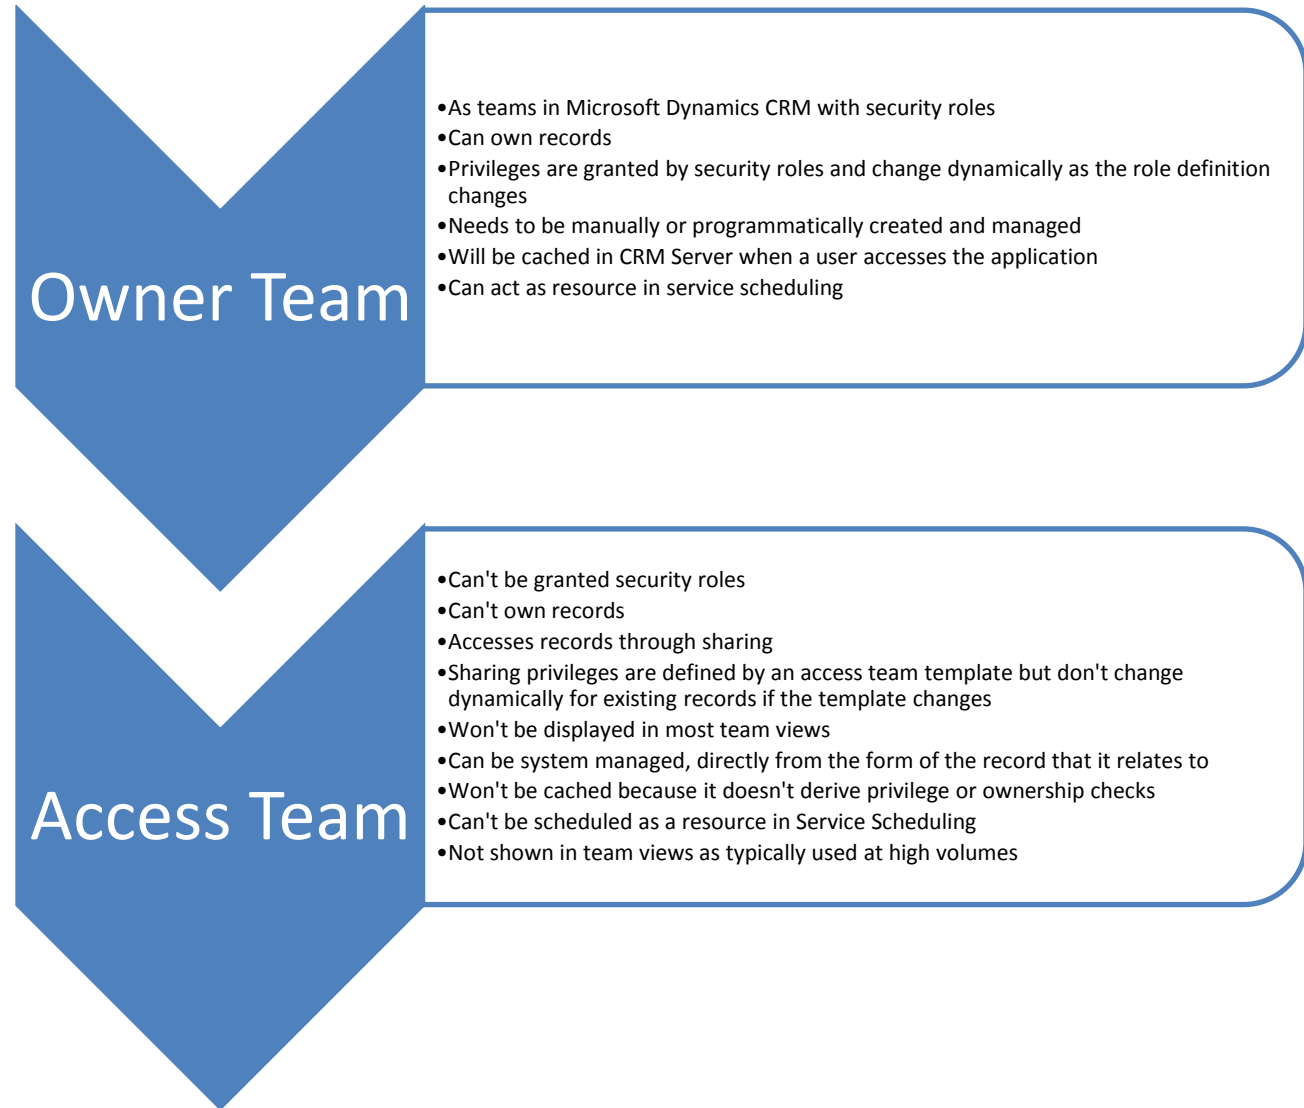 Owner Team
•As teams in Microsoft Dynamics CRM with security roles
•Can own records
•Privileges are granted by security roles and change dynamically as the role definition
changes
•Needs to be manually or programmatically created and managed
•Will be cached in CRM Server when a user accesses the application
•Can act as resource in service scheduling
Access Team
•Can't be granted security roles
•Can't own records
•Accesses records through sharing
•Sharing privileges are defined by an access team template but don't change
dynamically for existing records if the template changes
•Won't be displayed in most team views
•Can be system managed, directly from the form of the record that it relates to
•Won't be cached because it doesn't derive privilege or ownership checks
•Can't be scheduled as a resource in Service Scheduling
•Not shown in team views as typically used at high volumes